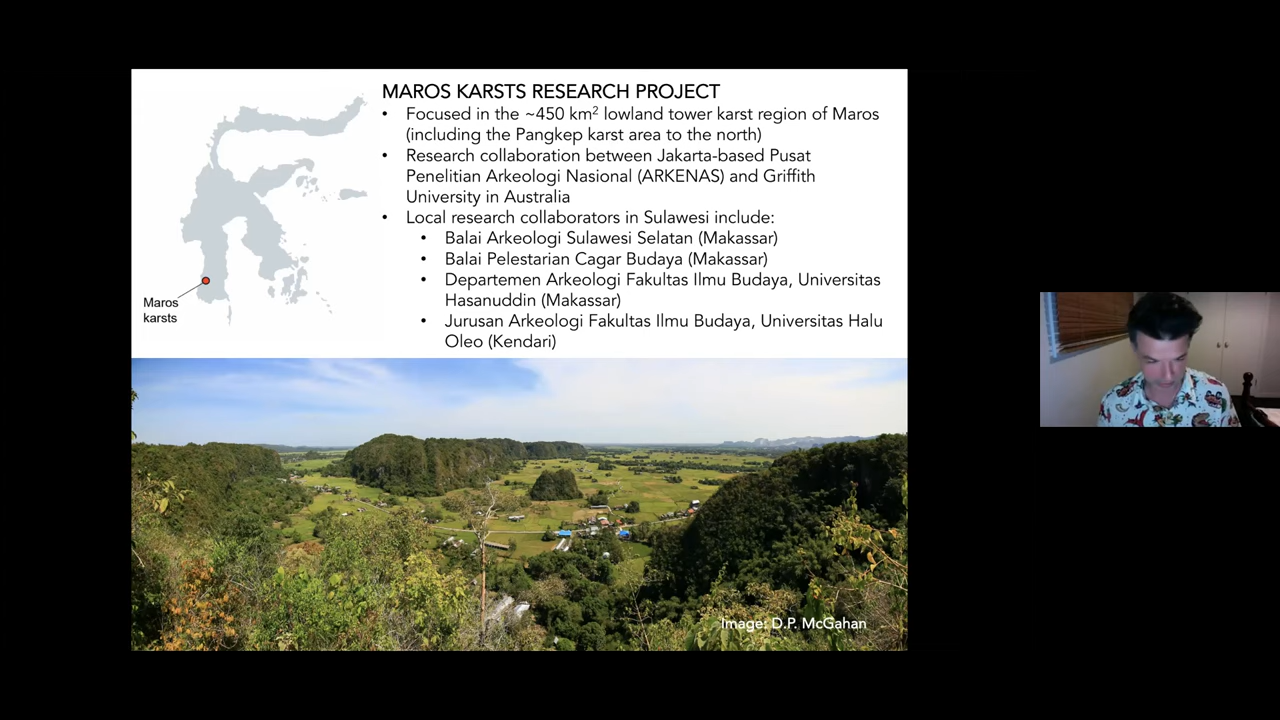 MAROS KARSTS RESEARCH PROJECT
• Focused in the ~450 km² lowland tower karst region of Maros
(including the Pangkep karst area to the north)
• Research collaboration between Jakarta-based Pusat
Penelitian Arkeologi Nasional (ARKENAS) and Griffith
University in Australia
• Local research collaborators in Sulawesi include:
• Balai Arkeologi Sulawesi Selatan (Makassar)
• Balai Pelestarian Cagar Budaya (Makassar)
• Departemen Arkeologi Fakultas Ilmu Budaya, Universitas
Hasanuddin (Makassar)
• Jurusan Arkeologi Fakultas Ilmu Budaya, Universitas Halu
Oleo (Kendari)
Maros
karsts
Image: D.P. McGahan